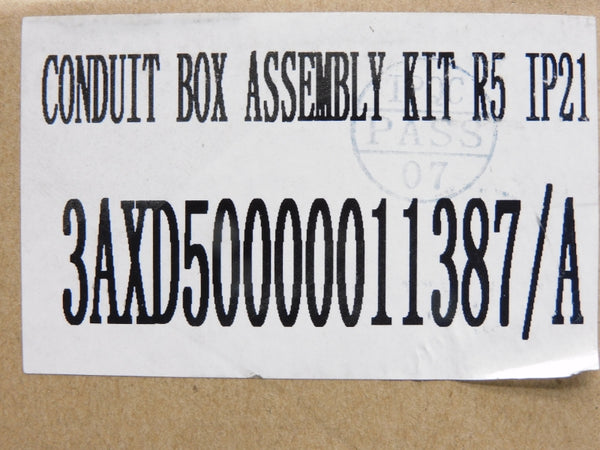 CONDUIT BOX ASSEMBLY KIT R5 IP21
PASS
07
3AXD50000011387/A